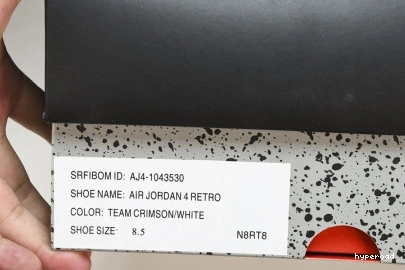 SRFIBOM ID: AJ4-1043530
SHOE NAME: AIR JORDAN 4 RETRO
COLOR: TEAM CRIMSON/WHITE
SHOE SIZE: 8.5 N8RT8